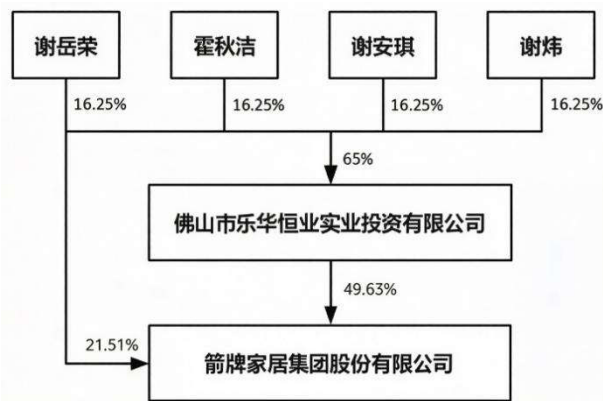 谢岳荣
霍秋洁
谢安琪
谢炜
16.25%
16.25%
16.25%
16.25%
65%
佛山市乐华恒业实业投资有限公司
49.63%
21.51%
箭牌家居集团股份有限公司